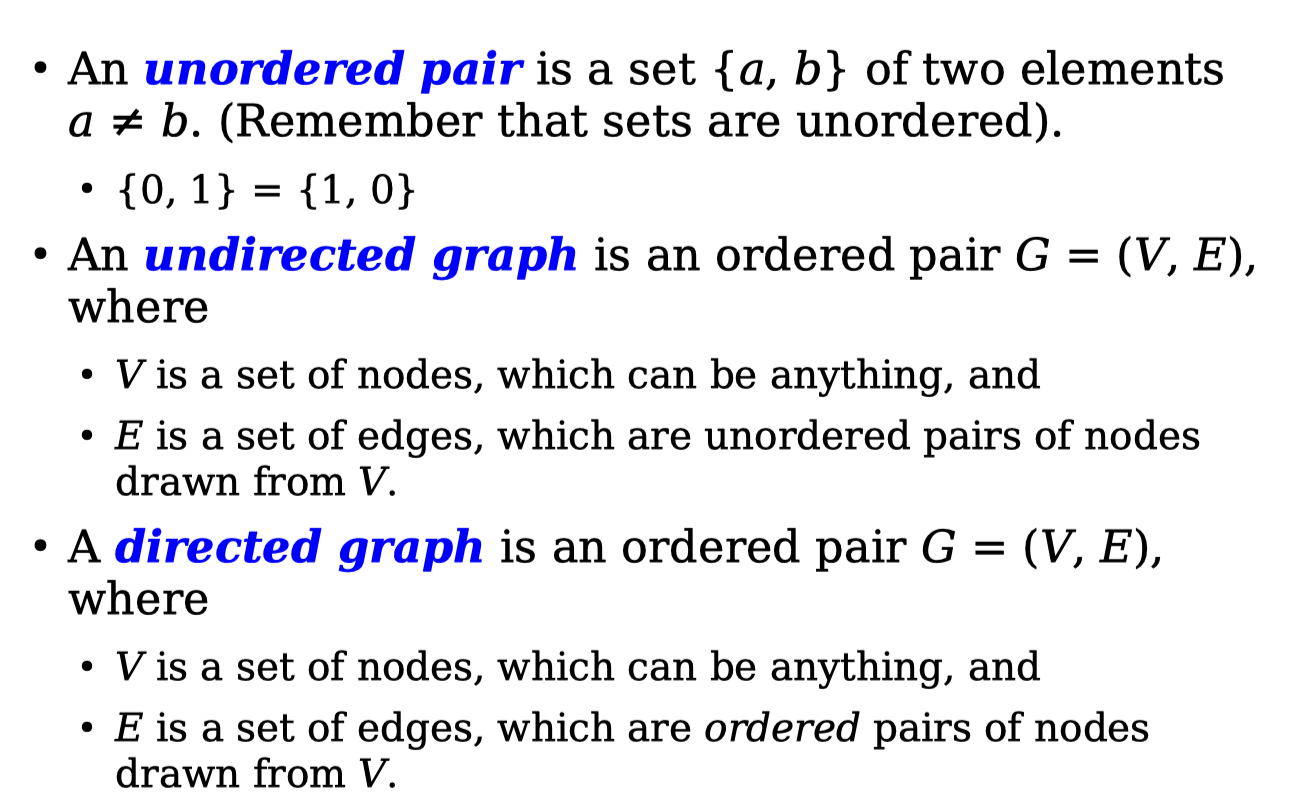 • An unordered pair is a set {a, b} of two elements
a ≠ b. (Remember that sets are unordered).
• {0, 1} = {1, 0}
• An undirected graph is an ordered pair G = (V, E),
where
• V is a set of nodes, which can be anything, and
• E is a set of edges, which are unordered pairs of nodes
drawn from V.
• A directed graph is an ordered pair G = (V, E),
where
• V is a set of nodes, which can be anything, and
• E is a set of edges, which are ordered pairs of nodes
drawn from V.